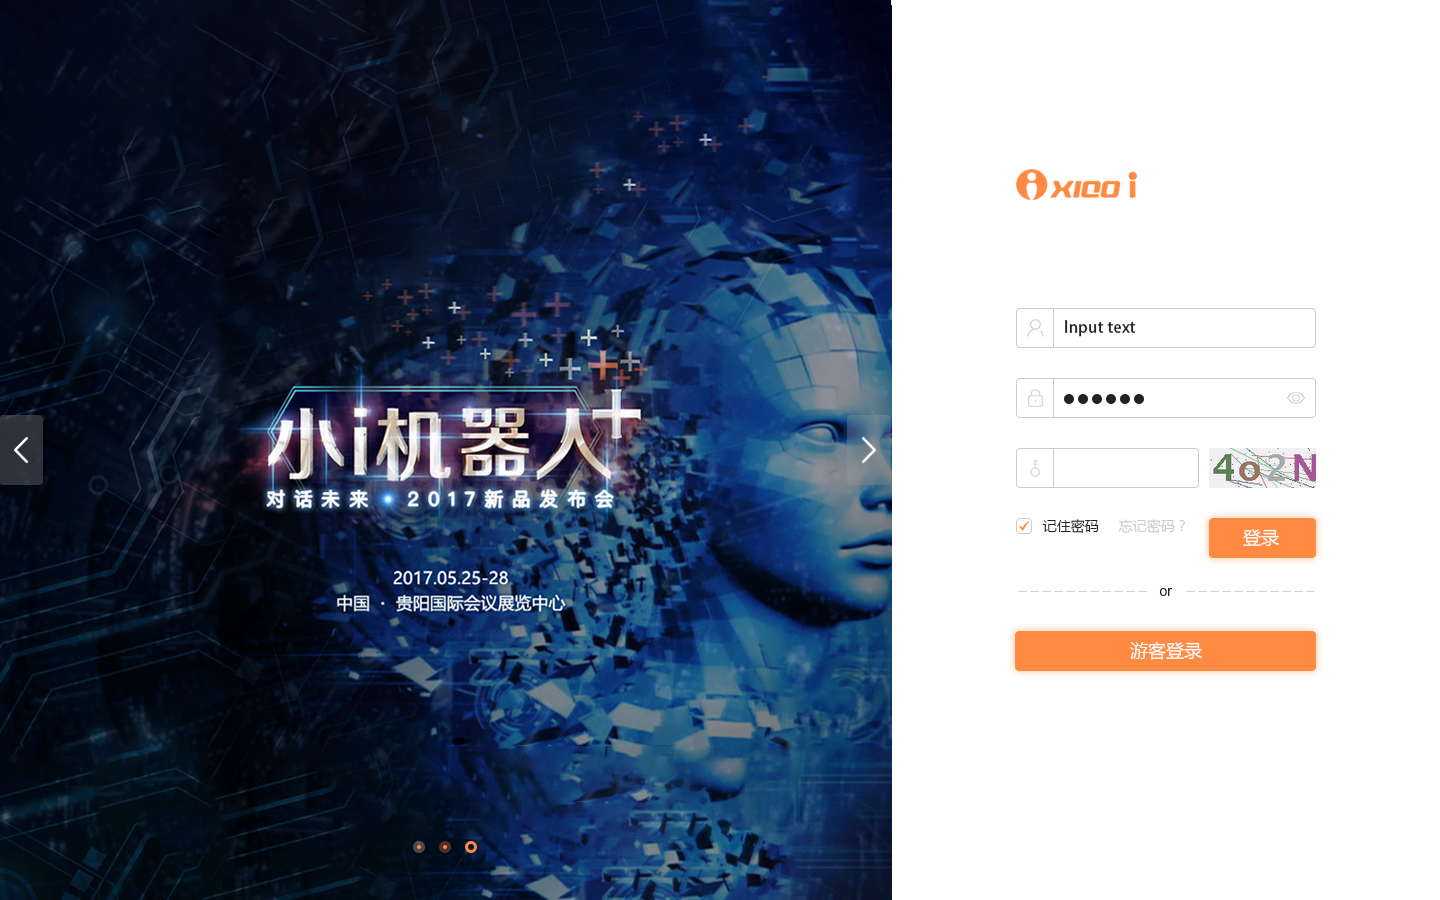 小i机器人+
对话未来·2017新品发布会
2017.05.25-28
中国 · 贵阳国际会议展览中心
xiao i
Input text
4o2N
记住密码 忘记密码？
登录
or
游客登录